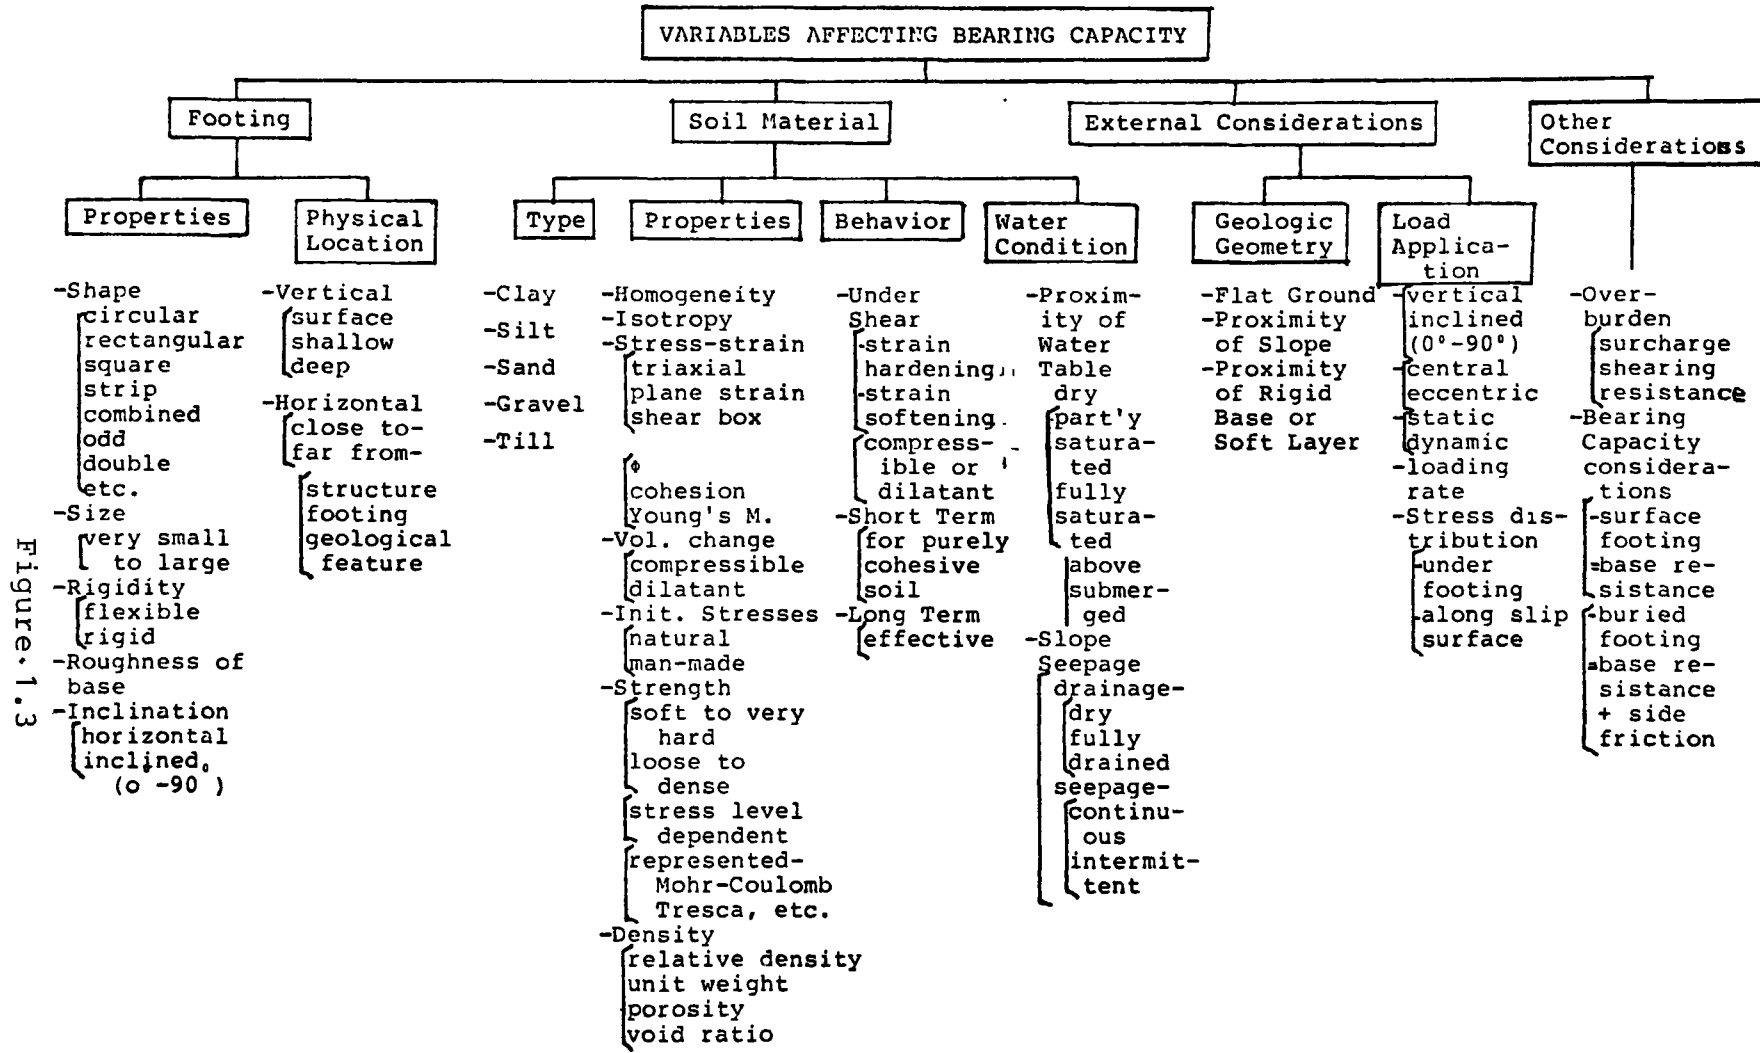 VARIABLES AFFECTING BEARING CAPACITY
Footing
Soil Material
External Considerations
Other
Considerations
Properties
Physical
Location
Type
Properties
Behavior
Water
Condition
Geologic
Geometry
Load
Applica-
tion
-Shape
circular
rectangular
square
strip
combined
odd
double
etc.
-Size
very small
to large
-Rigidity
flexible
rigid
-Roughness of
base
-Inclination
horizontal
inclined
(o -90°)
-Vertical
surface
shallow
deep
-Horizontal
close to-
far from-
structure
footing
geological
feature
-Clay
-Silt
-Sand
-Gravel
-Till
-Homogeneity
-Isotropy
-Stress-strain
triaxial
plane strain
shear box
φ
cohesion
Young's M.
-Vol. change
compressible
dilatant
-Init. Stresses
natural
man-made
-Strength
soft to very
hard
loose to
dense
stress level
dependent
represented-
Mohr-Coulomb
Tresca, etc.
-Density
relative density
unit weight
porosity
void ratio
-Under
Shear
-strain
hardening
-strain
softening.
compress-
ible or
dilatant
-Short Term
for purely
cohesive
soil
-Long Term
effective
-Proxim-
ity of
Water
Table
dry
part'y
satura-
ted
fully
satura-
ted
above
submer-
ged
-Slope
Seepage
drainage-
dry
fully
drained
seepage-
continu-
ous
intermit-
tent
-Flat Ground
-Proximity
of Slope
-Proximity
of Rigid
Base or
Soft Layer
-vertical
inclined
(0°-90°)
-central
eccentric
-static
dynamic
-loading
rate
-Stress dis-
tribution
-under
footing
-along slip
surface
-Over-
burden
surcharge
shearing
resistance
-Bearing
Capacity
considera-
tions
-surface
footing
=base re-
sistance
-buried
footing
=base re-
sistance
+ side
friction
Figure 1.3